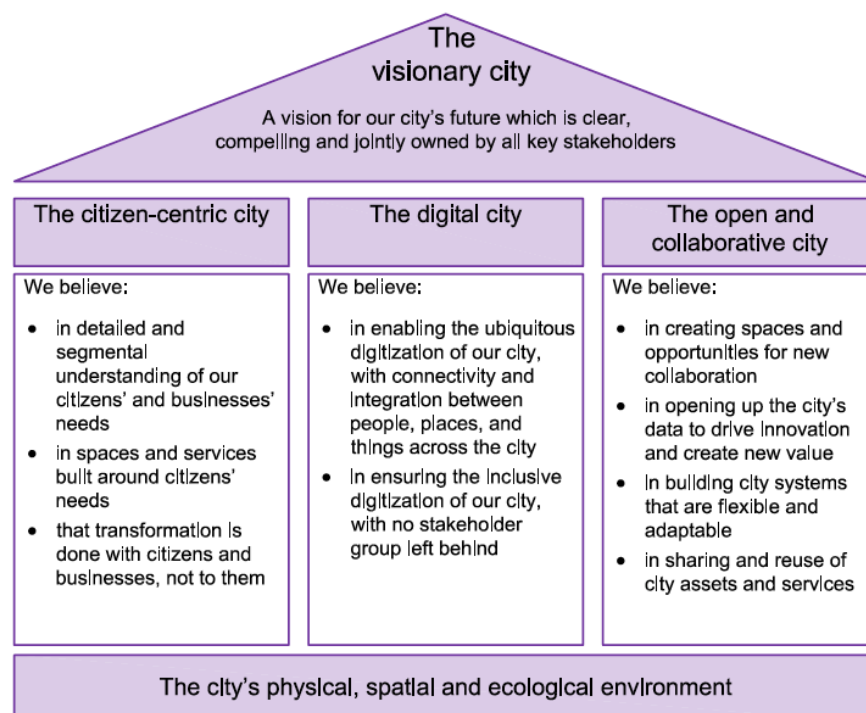 The
visionary city
A vision for our city's future which is clear,
compelling and jointly owned by all key stakeholders
The citizen-centric city
We believe:
• in detailed and
segmental
understanding of our
citizens' and businesses'
needs
• in spaces and services
built around citizens'
needs
• that transformation is
done with citizens and
businesses, not to them
The digital city
We believe:
• in enabling the ubiquitous
digitization of our city,
with connectivity and
integration between
people, places, and
things across the city
• in ensuring the inclusive
digitization of our city,
with no stakeholder
group left behind
The open and
collaborative city
We believe:
• in creating spaces and
opportunities for new
collaboration
• in opening up the city's
data to drive innovation
and create new value
• in building city systems
that are flexible and
adaptable
• in sharing and reuse of
city assets and services
The city's physical, spatial and ecological environment